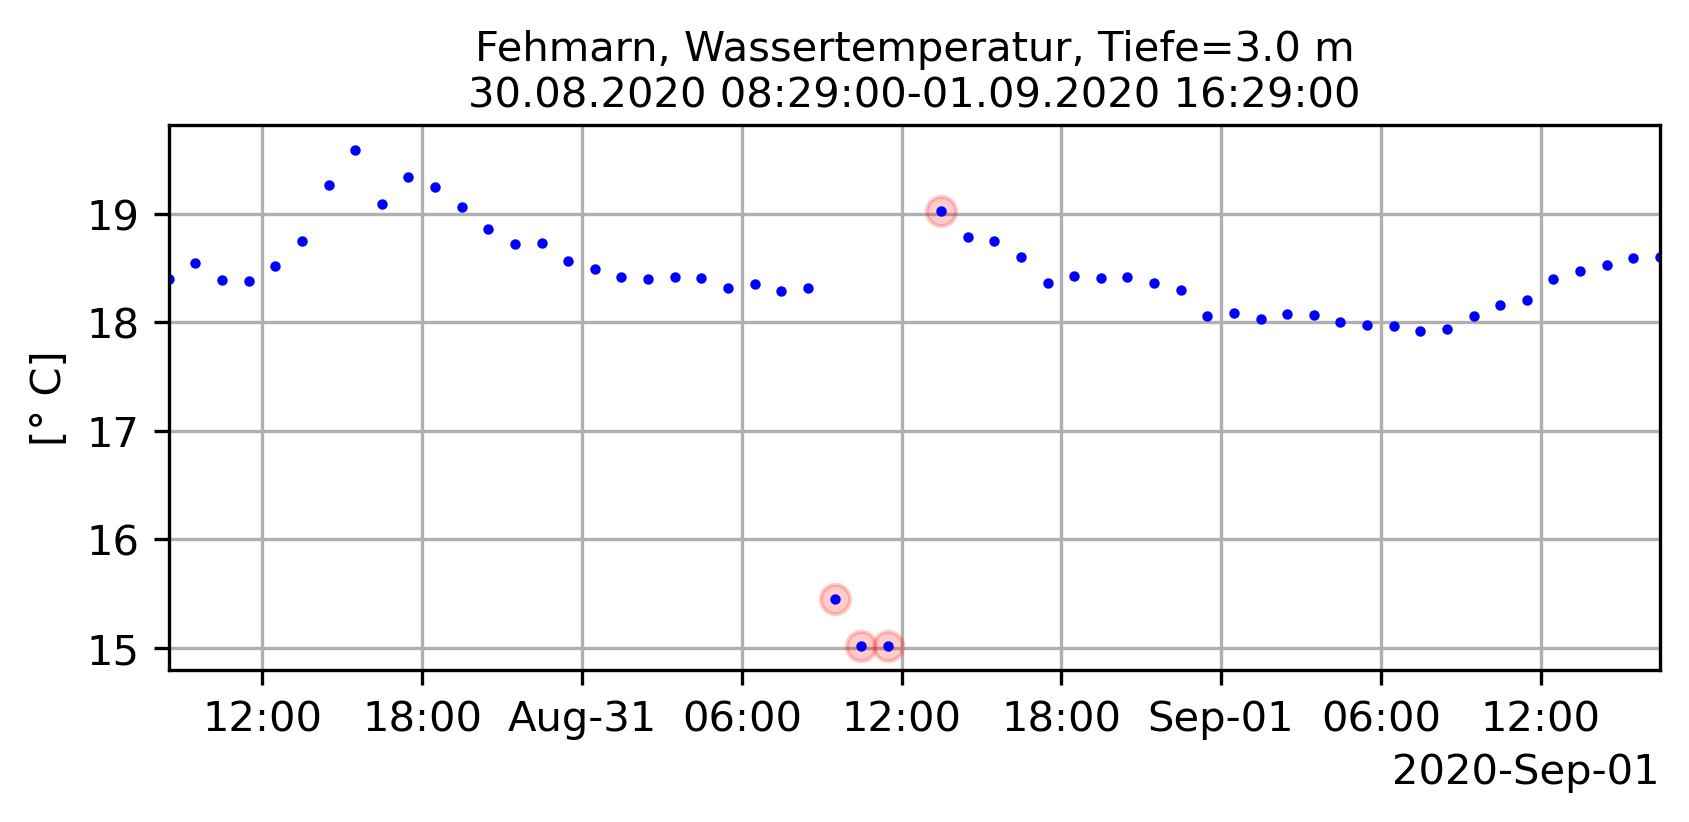 Fehmarn, Wassertemperatur, Tiefe=3.0 m
30.08.2020 08:29:00-01.09.2020 16:29:00
[° C]
19
18
17
16
15
12:00 18:00 Aug-31 06:00 12:00 18:00 Sep-01 06:00 12:00
2020-Sep-01